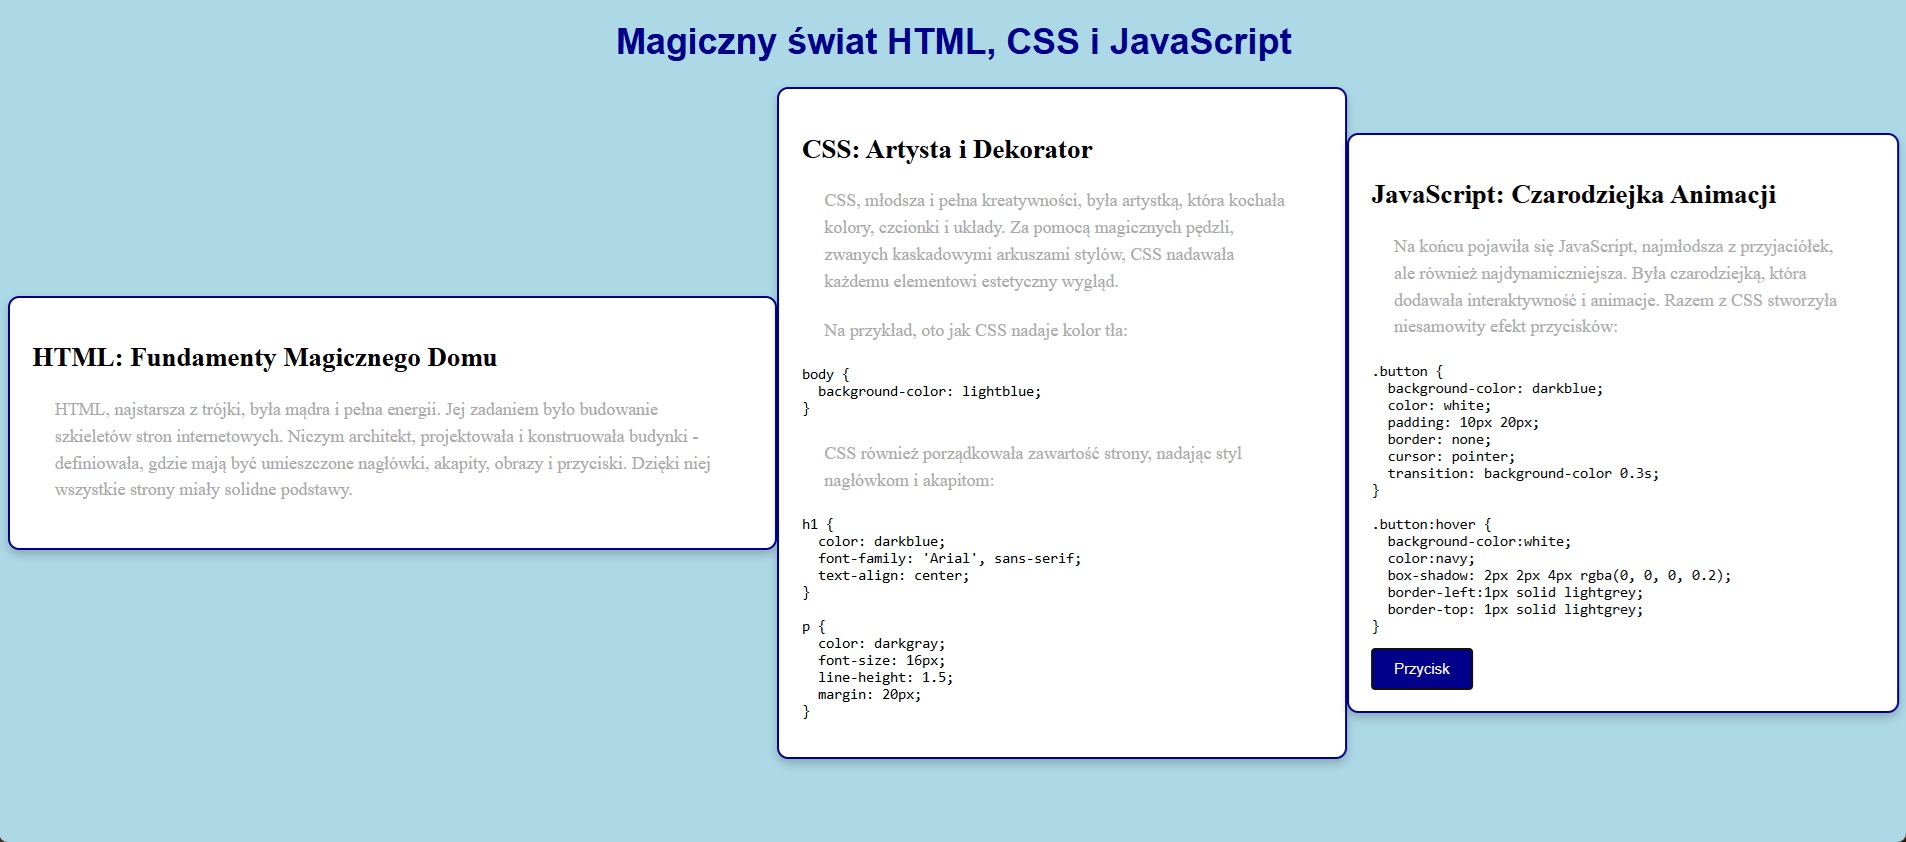 Magiczny świat HTML, CSS i JavaScript
HTML: Fundamenty Magicznego Domu
HTML, najstarsza z trójki, była mądra i pełna energii. Jej zadaniem było budowanie
szkieletów stron internetowych. Niczym architekt, projektowała i konstruowała budynki -
definiowała, gdzie mają być umieszczone nagłówki, akapity, obrazy i przyciski. Dzięki niej
wszystkie strony miały solidne podstawy.
CSS: Artysta i Dekorator
CSS, młodsza i pełna kreatywności, była artystką, która kochała
kolory, czcionki i układy. Za pomocą magicznych pędzli,
zwanych kaskadowymi arkuszami stylów, CSS nadawała
każdemu elementowi estetyczny wygląd.
Na przykład, oto jak CSS nadaje kolor tła:
body {
  background-color: lightblue;
}
CSS również porządkowała zawartość strony, nadając styl
nagłówkom i akapitom:
h1 {
  color: darkblue;
  font-family: 'Arial', sans-serif;
  text-align: center;
}
p {
  color: darkgray;
  font-size: 16px;
  line-height: 1.5;
  margin: 20px;
}
JavaScript: Czarodziejka Animacji
Na końcu pojawiła się JavaScript, najmłodsza z przyjaciółek,
ale również najdynamiczniejsza. Była czarodziejką, która
dodawała interaktywność i animacje. Razem z CSS stworzyła
niesamowity efekt przycisków:
.button {
  background-color: darkblue;
  color: white;
  padding: 10px 20px;
  border: none;
  cursor: pointer;
  transition: background-color 0.3s;
}
.button:hover {
  background-color:white;
  color:navy;
  box-shadow: 2px 2px 4px rgba(0, 0, 0, 0.2);
  border-left:1px solid lightgrey;
  border-top: 1px solid lightgrey;
}
Przycisk